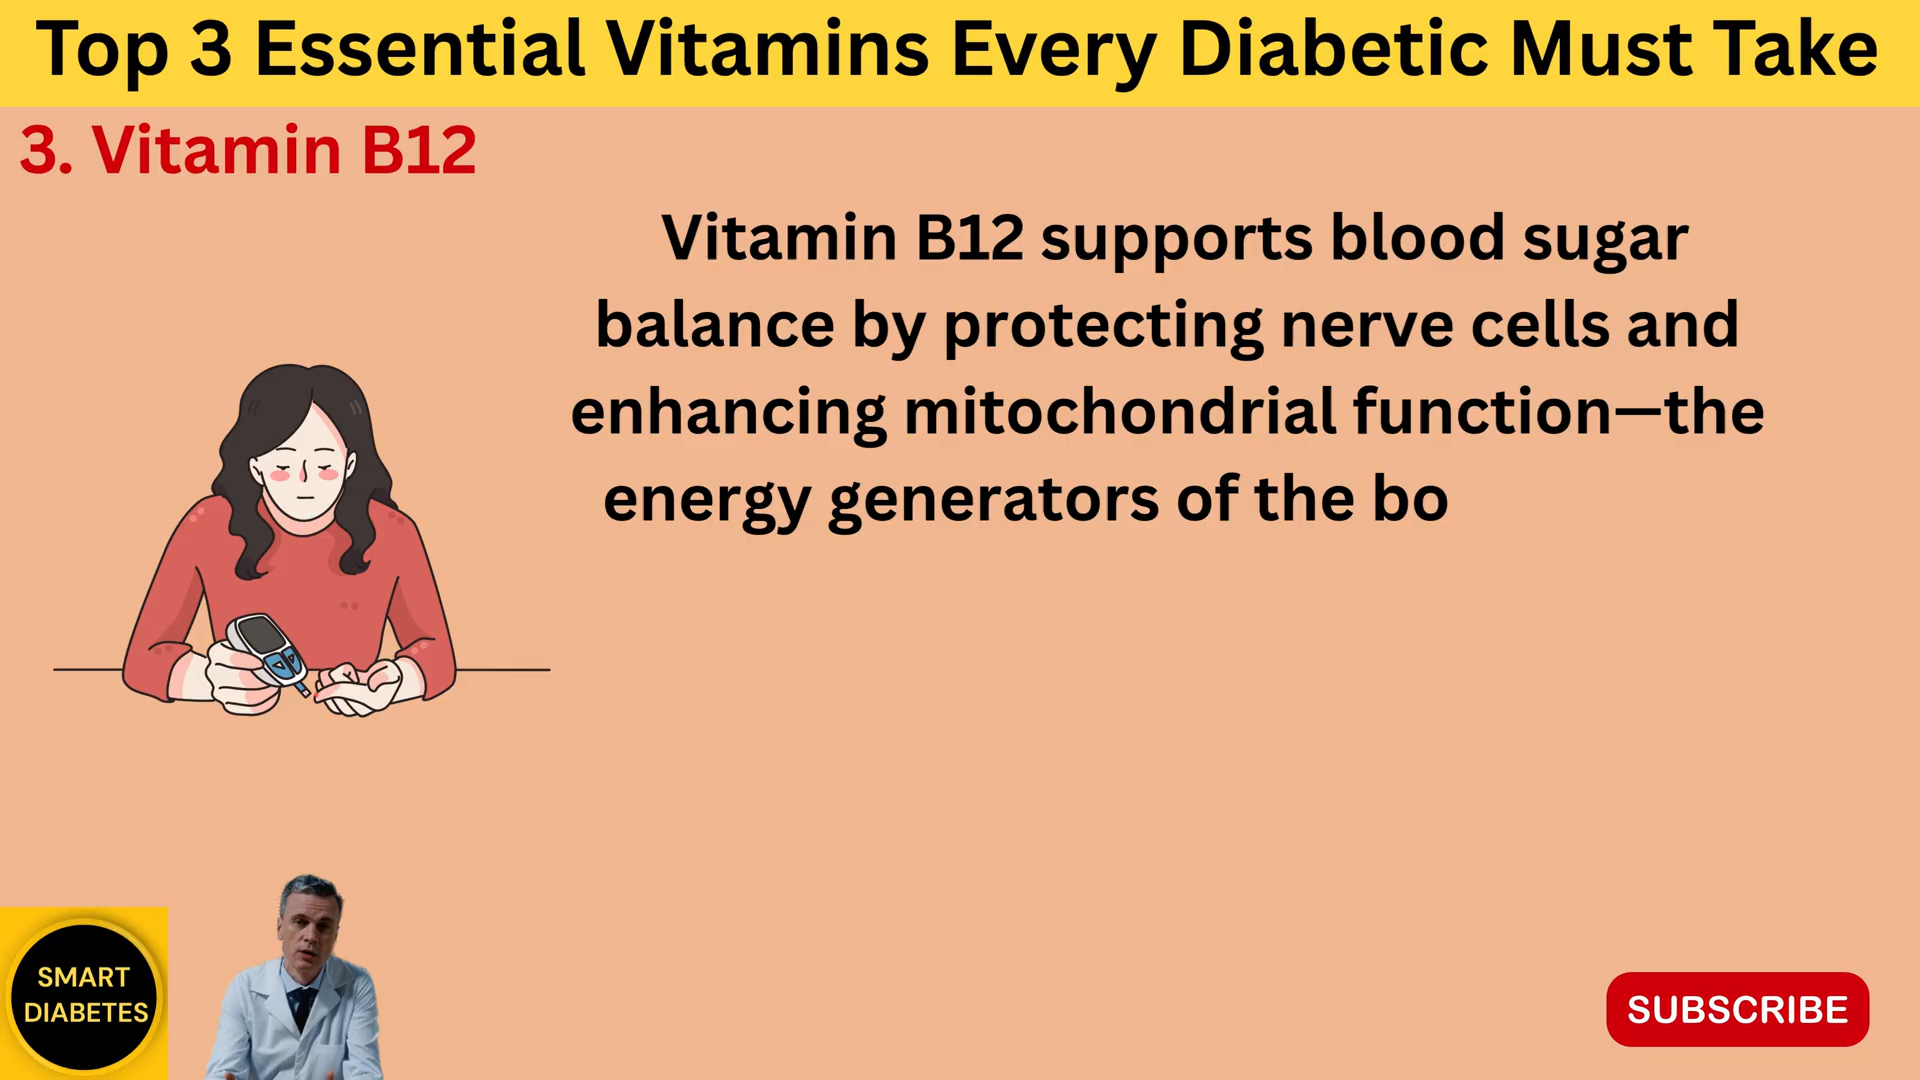 Top 3 Essential Vitamins Every Diabetic Must Take
3. Vitamin B12
Vitamin B12 supports blood sugar
balance by protecting nerve cells and
enhancing mitochondrial function—the
energy generators of the bo
SMART
DIABETES
SUBSCRIBE